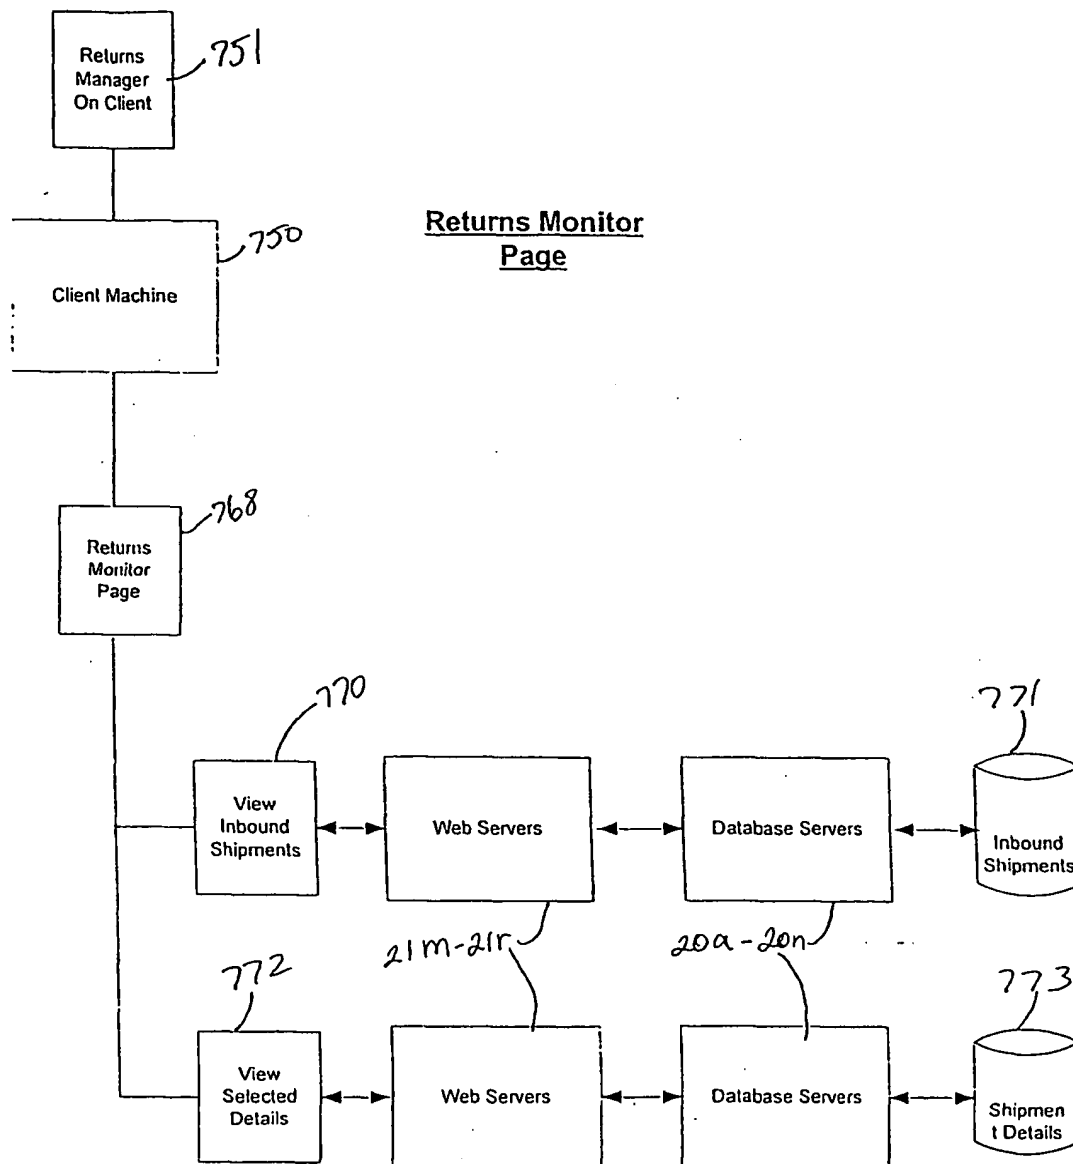 Returns
Manager
On Client
751
Returns Monitor
Page
750
Client Machine
768
Returns
Monitor
Page
770
771
View
Inbound
Shipments
Web Servers
Database Servers
Inbound
Shipments
21m-21r
20a-20n
772
773
View
Selected
Details
Web Servers
Database Servers
Shipmen
t Details